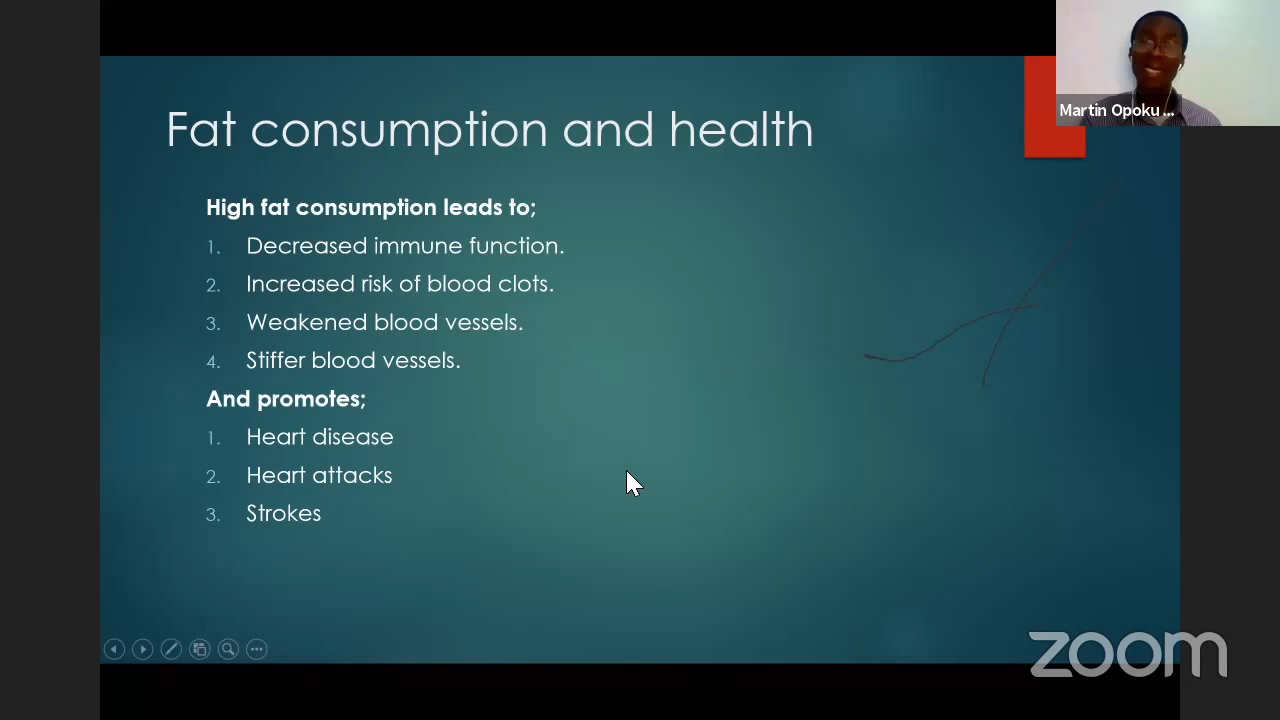 Fat consumption and health
High fat consumption leads to;
1. Decreased immune function.
2. Increased risk of blood clots.
3. Weakened blood vessels.
4. Stiffer blood vessels.
And promotes;
1. Heart disease
2. Heart attacks
3. Strokes
Martin Opoku ...
zoom